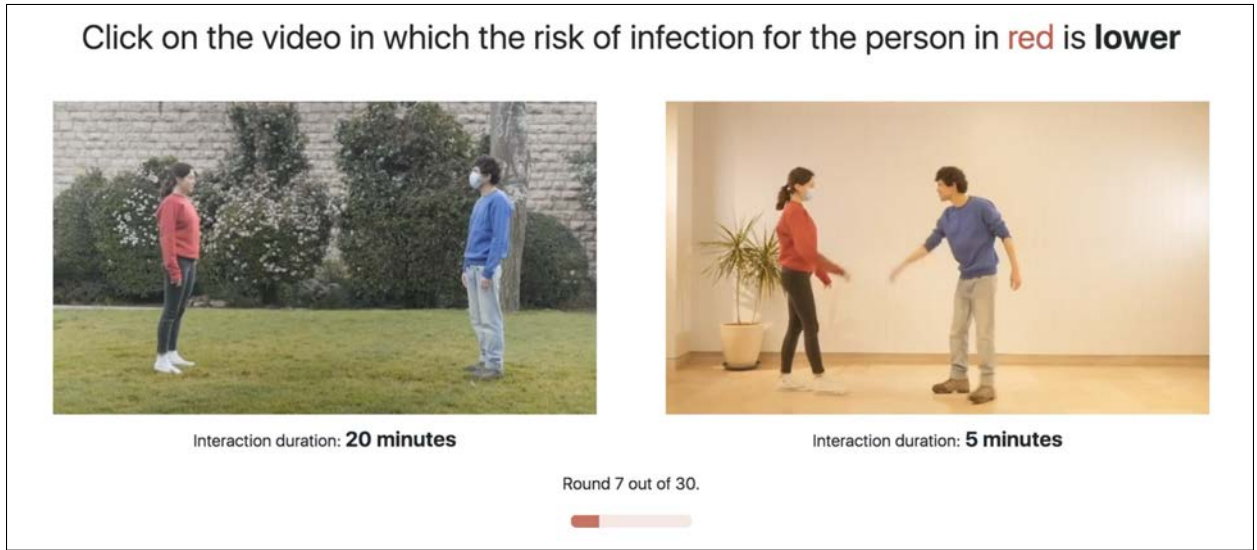 Click on the video in which the risk of infection for the person in red is lower
Interaction duration: 20 minutes
Interaction duration: 5 minutes
Round 7 out of 30.